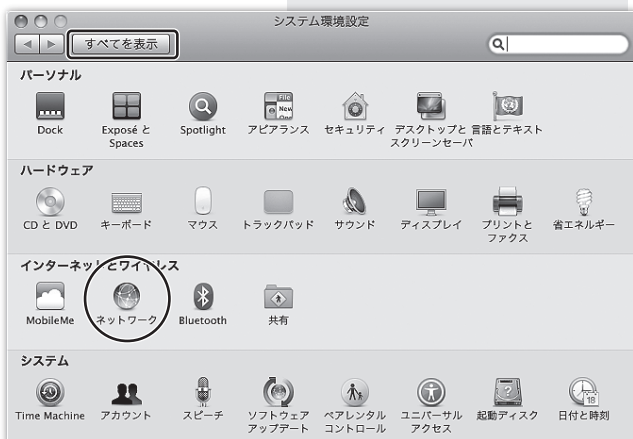 システム環境設定
すべてを表示
パーソナル
Dock
Exposé と
Spaces
Spotlight
アピアランス
セキュリティ
デスクトップと
スクリーンセーバ
言語とテキスト
ハードウェア
CD と DVD
キーボード
マウス
トラックパッド
サウンド
ディスプレイ
プリントと
ファクス
省エネルギー
インターネットとワイヤレス
MobileMe
ネットワーク
Bluetooth
共有
システム
Time Machine
アカウント
スピーチ
ソフトウェア
アップデート
ペアレンタル
コントロール
ユニバーサル
アクセス
起動ディスク
日付と時刻